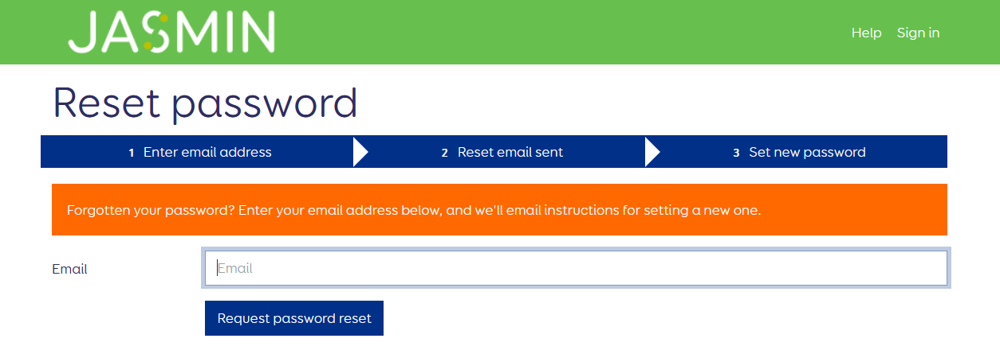 JASMIN
Help Sign in
Reset password
1 Enter email address 2 Reset email sent 3 Set new password
Forgotten your password? Enter your email address below, and we'll email instructions for setting a new one.
Email Email
Request password reset